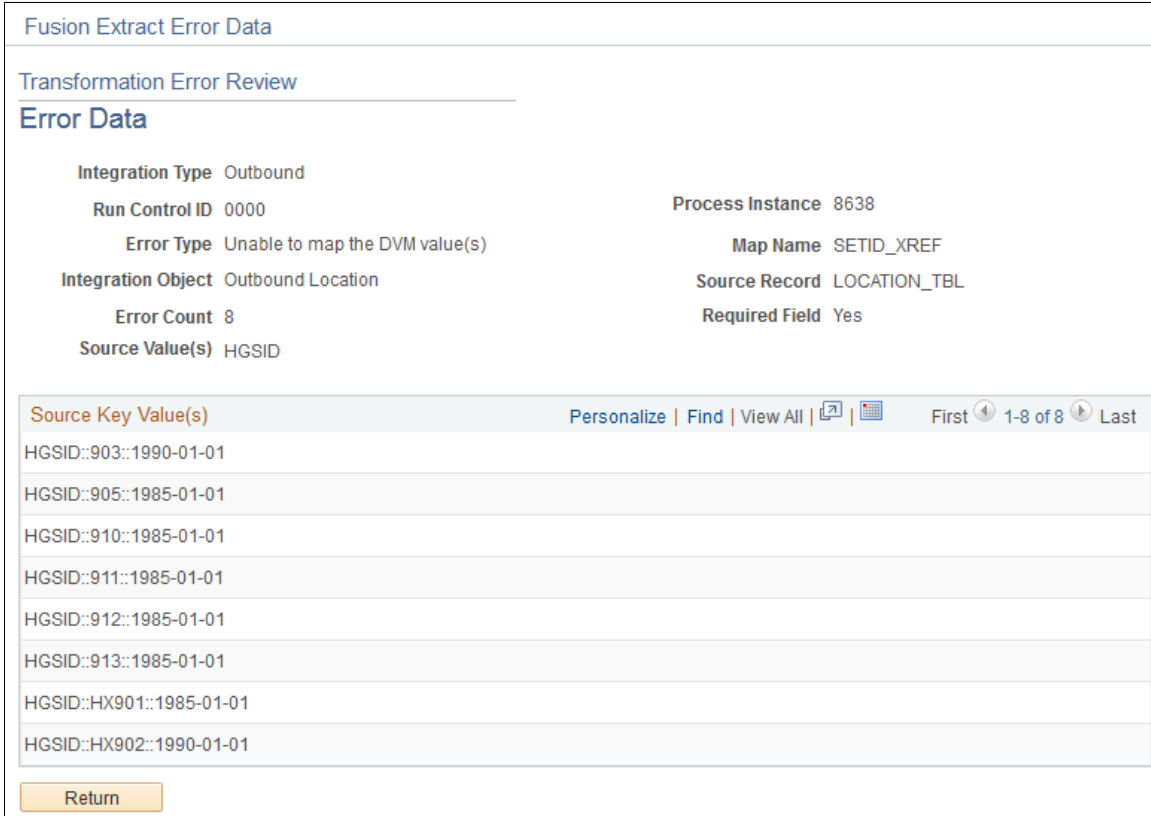 Fusion Extract Error Data
Transformation Error Review
Error Data
Integration Type Outbound
Run Control ID 0000
Process Instance 8638
Error Type Unable to map the DVM value(s)
Map Name SETID_XREF
Integration Object Outbound Location
Source Record LOCATION_TBL
Error Count 8
Required Field Yes
Source Value(s) HGSID
Source Key Value(s) Personalize | Find | View All | | First 1-8 of 8 Last
HGSID::903::1990-01-01
HGSID::905::1985-01-01
HGSID::910::1985-01-01
HGSID::911::1985-01-01
HGSID::912::1985-01-01
HGSID::913::1985-01-01
HGSID::HX901::1985-01-01
HGSID::HX902::1990-01-01
Return